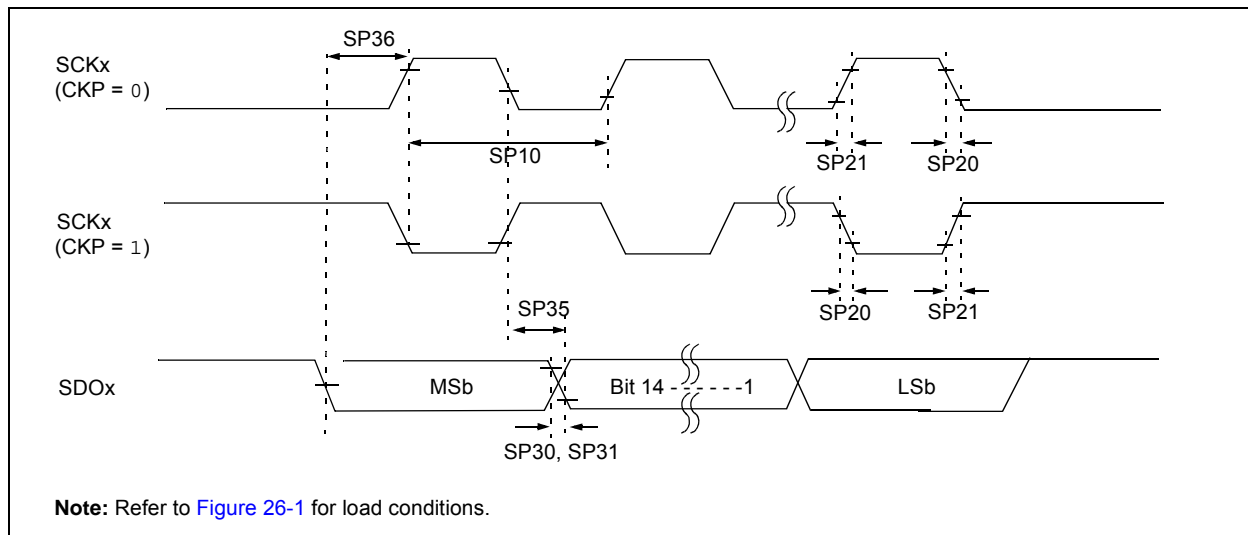 SP36
SCKx
(CKP = 0)
SP10
SP21
SP20
SCKx
(CKP = 1)
SP35
SP20
SP21
SDOx
MSb
Bit 14 - - - - - - -1
LSb
SP30, SP31
Note: Refer to Figure 26-1 for load conditions.